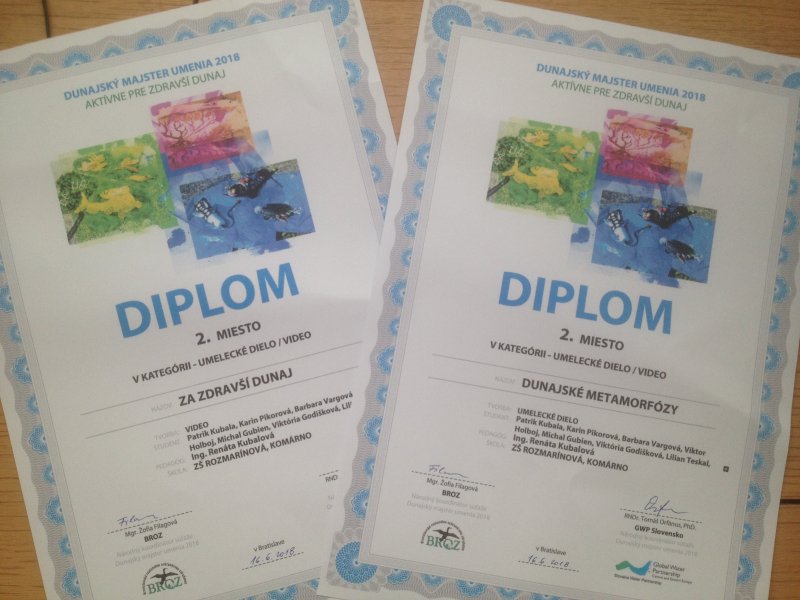 DUNAJSKÝ MAJSTER UMENIA 2018
AKTÍVNE PRE ZDRAVŠÍ DUNAJ
DIPLOM
2. MIESTO
V KATEGÓRII – UMELECKÉ DIELO / VIDEO
NÁZOV: ZA ZDRAVŠÍ DUNAJ
TVORBA: VIDEO
ŠTUDENT: Patrik Kubala, Karin Pikorová, Barbara Vargová
Holboj, Michal Gubien, Viktória Godišková, Lil
PEDAGÓG: Ing. Renáta Kubalová
ŠKOLA: ZŠ ROZMARÍNOVÁ, KOMÁRNO
RND
Mgr. Žofia Filagová
BROZ
Národný koordinátor súťaže
Dunajský majster umenia 2018
v Bratislave
16.6.2018
BROZ
DUNAJSKÝ MAJSTER UMENIA 2018
AKTÍVNE PRE ZDRAVŠÍ DUNAJ
DIPLOM
2. MIESTO
V KATEGÓRII – UMELECKÉ DIELO / VIDEO
NÁZOV: DUNAJSKÉ METAMORFÓZY
TVORBA: UMELECKÉ DIELO
ŠTUDENT: Patrik Kubala, Karin Pikorová, Barbara Vargová, Viktor
Holboj, Michal Gubien, Viktória Godišková, Lilian Teskal,
PEDAGÓG: Ing. Renáta Kubalová
ŠKOLA: ZŠ ROZMARÍNOVÁ, KOMÁRNO
Mgr. Žofia Filagová
BROZ
Národný koordinátor súťaže
Dunajský majster umenia 2018
RNDr. Tomáš Orfánus, PhD.
GWP Slovensko
Národný koordinátor súťaže
Dunajský majster umenia 2018
v Bratislave
16.6.2018
BROZ
Global Water
Partnership
Central and Eastern Europe
Slovakia Water Partnership